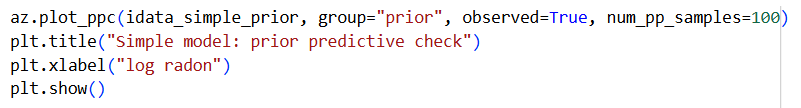 az.plot_ppc(idata_simple_prior, group="prior", observed=True, num_pp_samples=100)
plt.title("Simple model: prior predictive check")
plt.xlabel("log radon")
plt.show()